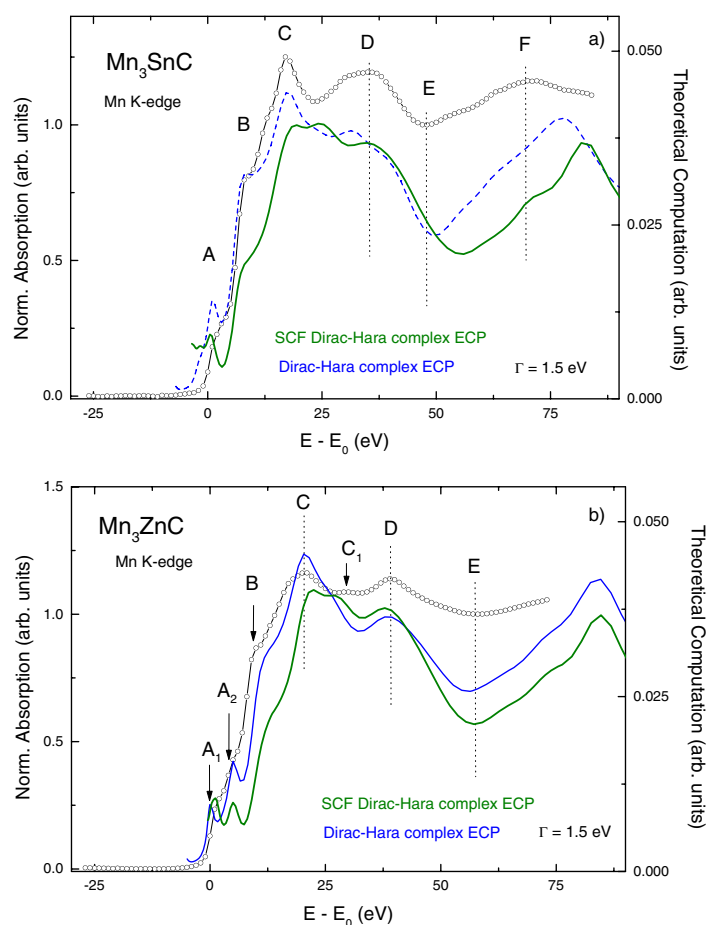 a)
C
D
E
F
B
A
Mn3SnC
Mn K-edge
SCF Dirac-Hara complex ECP
Dirac-Hara complex ECP
Γ = 1.5 eV
Norm. Absorption (arb. units)
0.0
0.5
1.0
Theoretical Computation (arb. units)
0.000
0.025
0.050
-25 0 25 50 75
E - E0 (eV)
b)
C
C1
D
E
B
A2
A1
Mn3ZnC
Mn K-edge
SCF Dirac-Hara complex ECP
Dirac-Hara complex ECP
Γ = 1.5 eV
Norm. Absorption (arb. units)
0.0
0.5
1.0
1.5
Theoretical Computation (arb. units)
0.000
0.025
0.050
-25 0 25 50 75
E - E0 (eV)